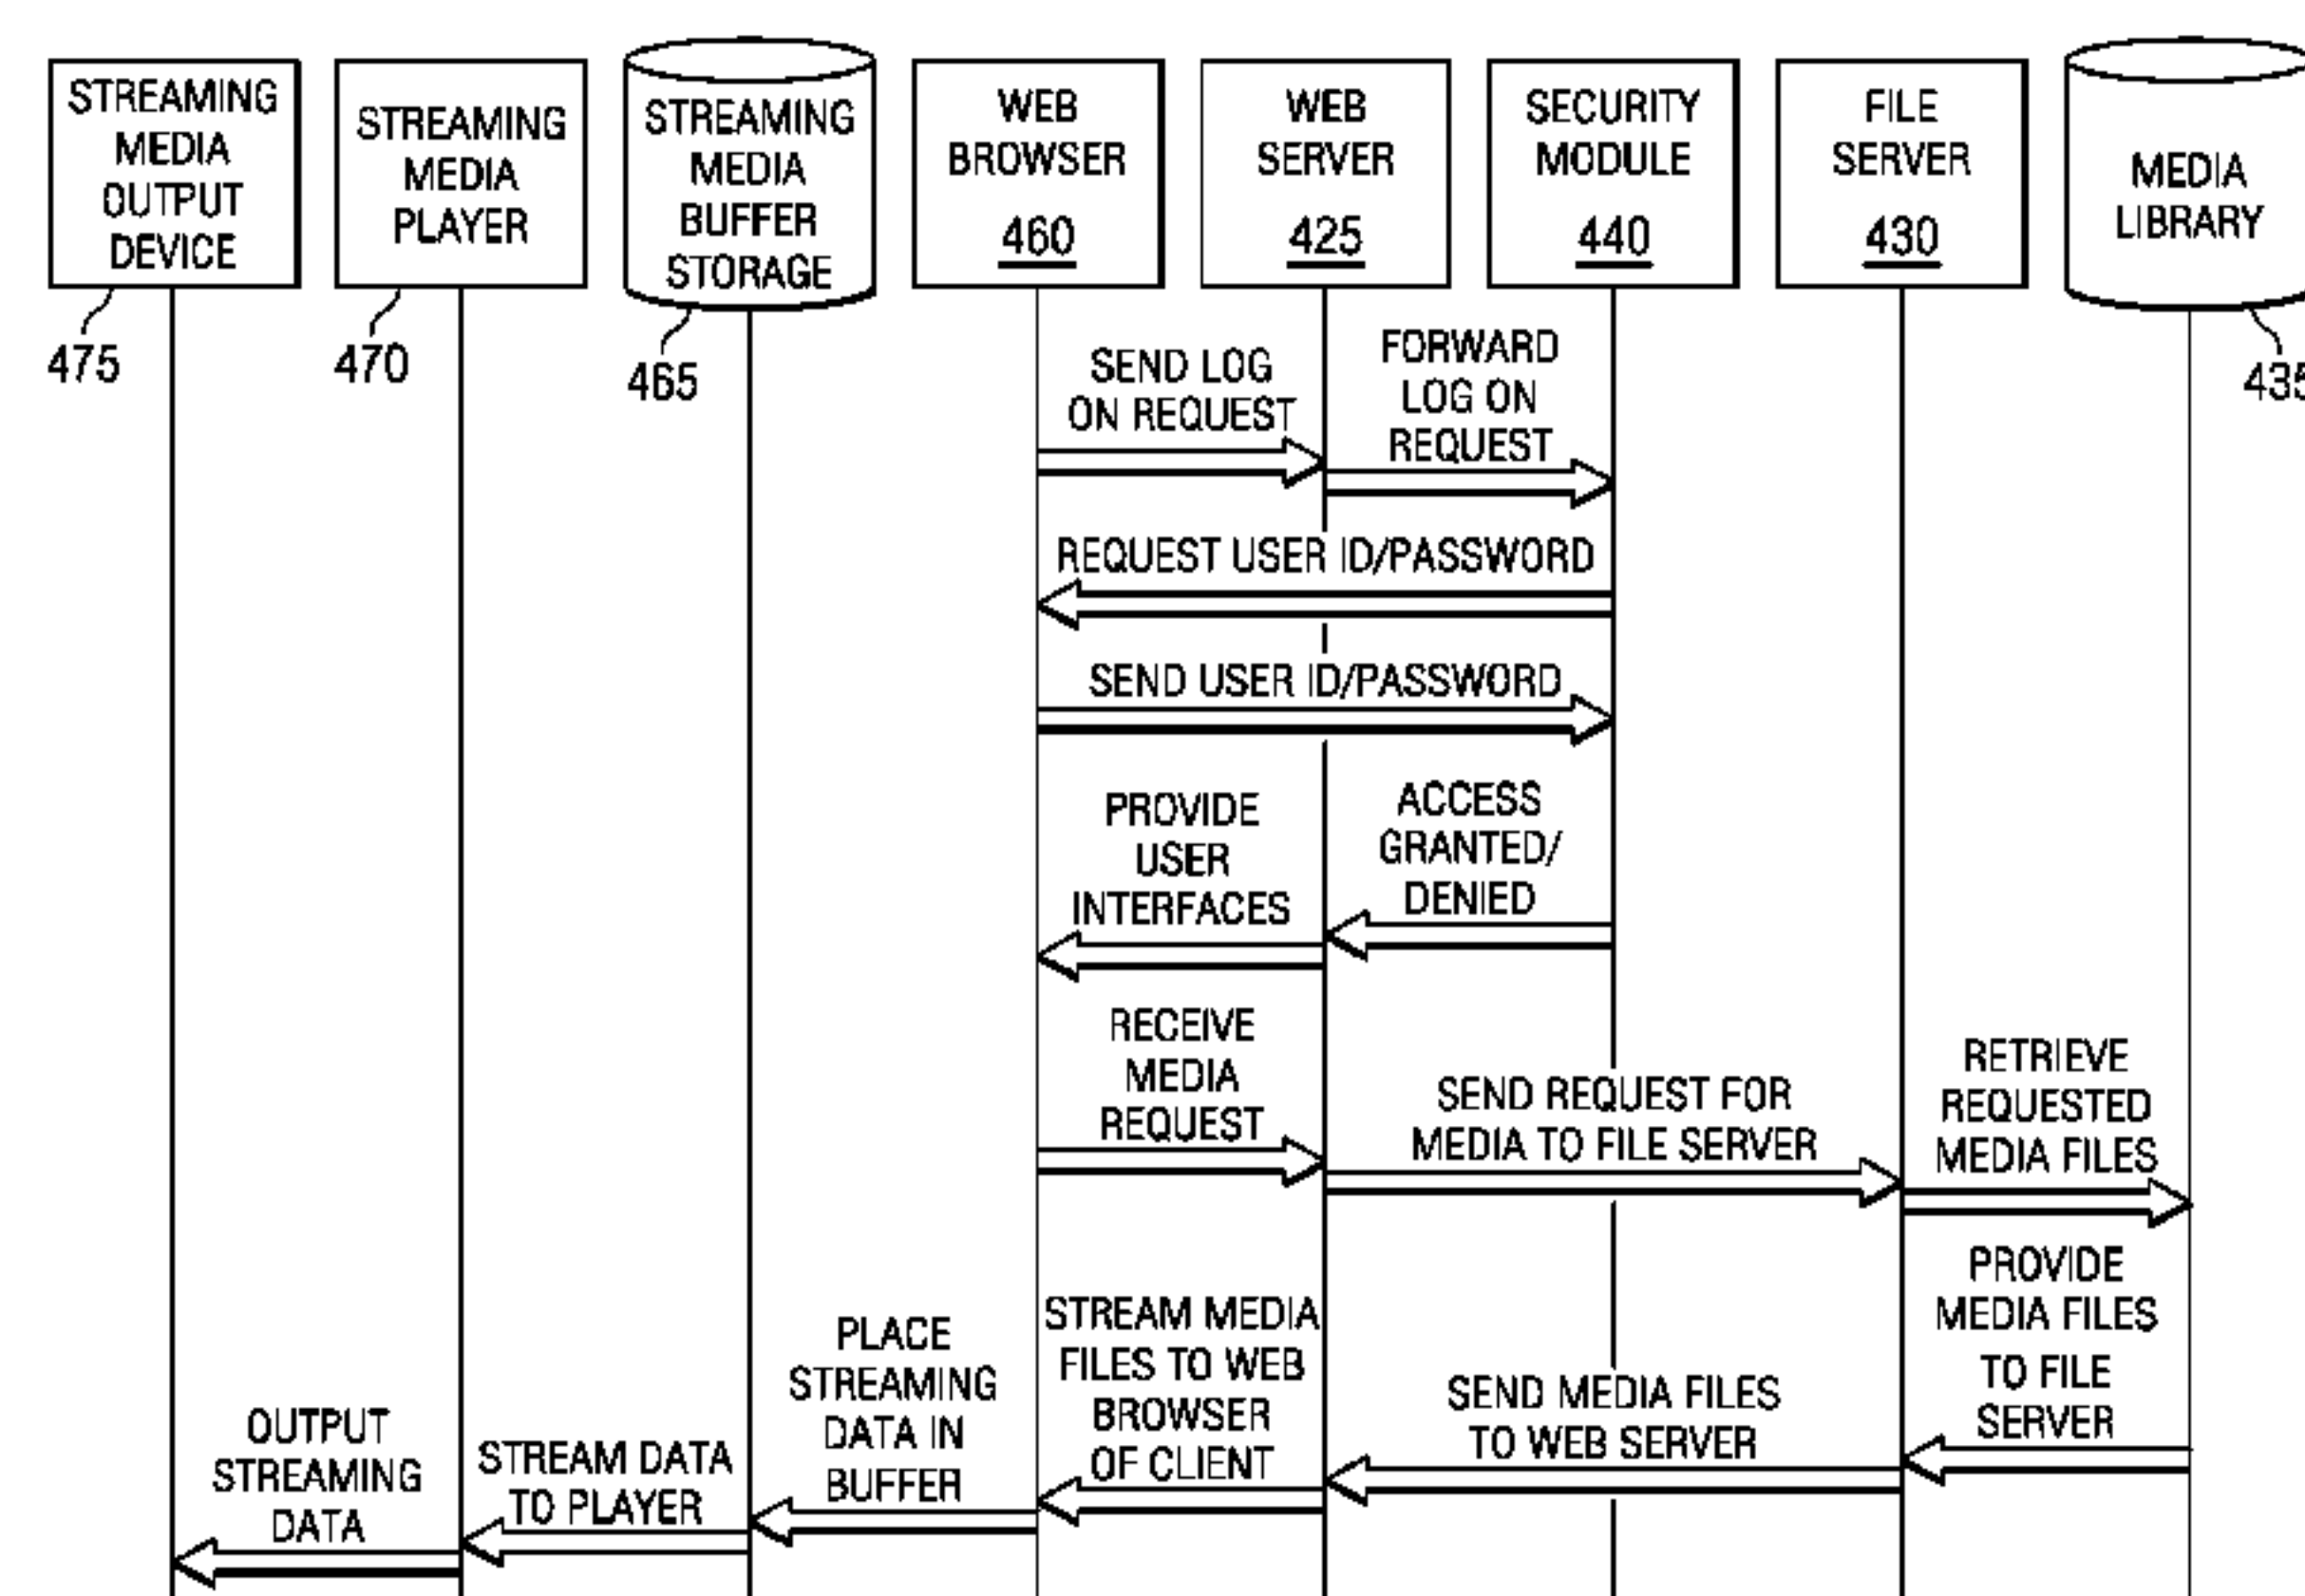 STREAMING
MEDIA
OUTPUT
DEVICE
475
STREAMING
MEDIA
PLAYER
470
STREAMING
MEDIA
BUFFER
STORAGE
465
WEB
BROWSER
460
WEB
SERVER
425
SECURITY
MODULE
440
FILE
SERVER
430
MEDIA
LIBRARY
435
SEND LOG
ON REQUEST
FORWARD
LOG ON
REQUEST
REQUEST USER ID/PASSWORD
SEND USER ID/PASSWORD
PROVIDE
USER
INTERFACES
ACCESS
GRANTED/
DENIED
RECEIVE
MEDIA
REQUEST
SEND REQUEST FOR
MEDIA TO FILE SERVER
RETRIEVE
REQUESTED
MEDIA FILES
PROVIDE
MEDIA FILES
TO FILE
SERVER
SEND MEDIA FILES
TO WEB SERVER
STREAM MEDIA
FILES TO WEB
BROWSER
OF CLIENT
PLACE
STREAMING
DATA IN
BUFFER
STREAM DATA
TO PLAYER
OUTPUT
STREAMING
DATA